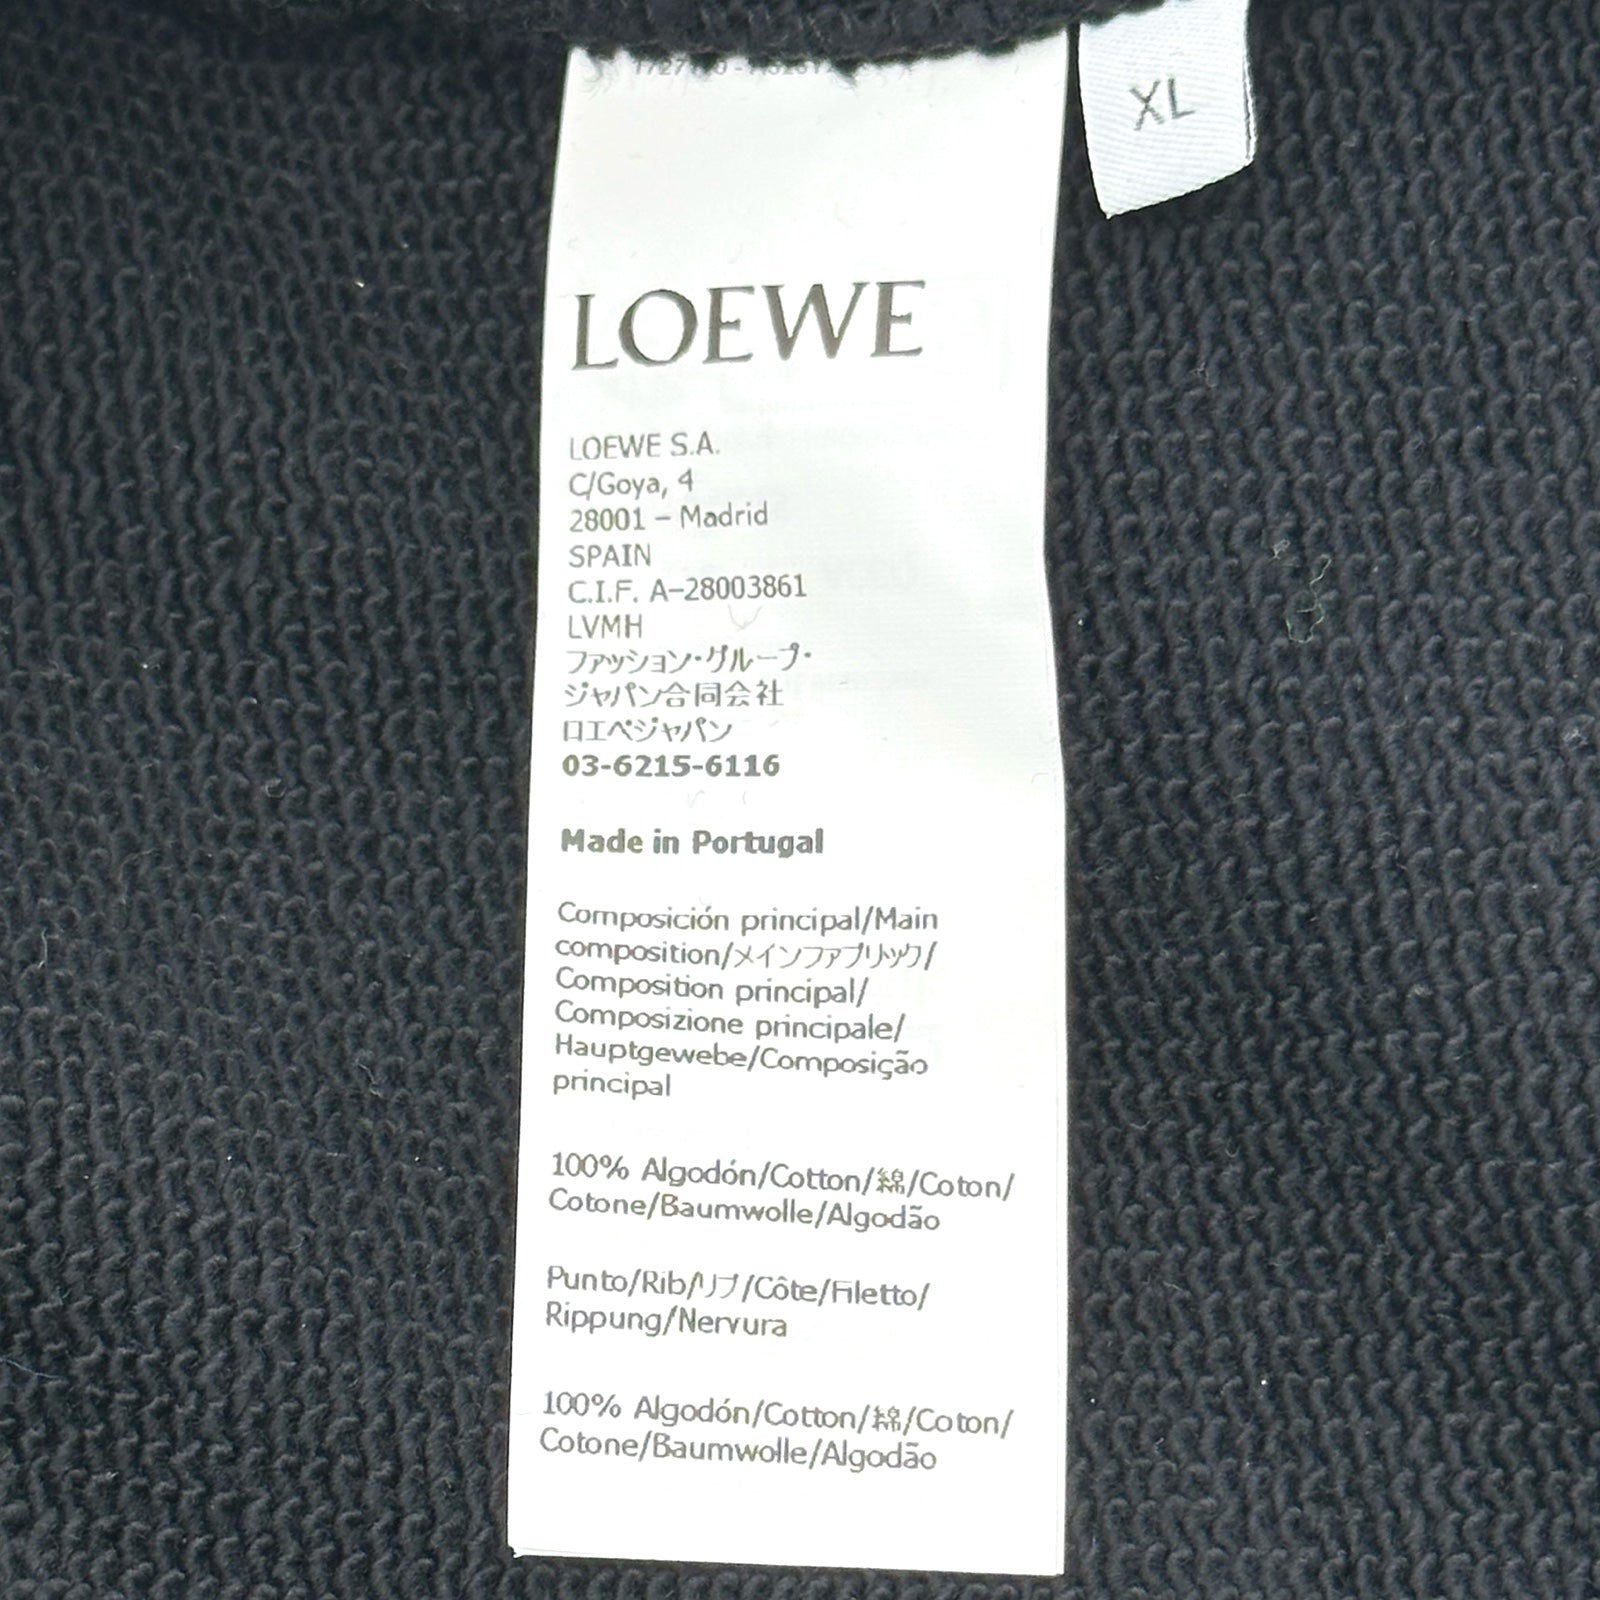 XL
LOEWE
LOEWE S.A.
C/Goya, 4
28001 – Madrid
SPAIN
C.I.F. A-28003861
LVMH
ファッション・グループ・
ジャパン合同会社
ロエベジャパン
03-6215-6116
Made in Portugal
Composición principal/Main
composition/メインファブリック/
Composition principal/
Composizione principale/
Hauptgewebe/Composição
principal
100% Algodón/Cotton/綿/Coton/
Cotone/Baumwolle/Algodão
Punto/Rib/リブ/Côte/Filetto/
Rippung/Nervura
100% Algodón/Cotton/綿/Coton/
Cotone/Baumwolle/Algodão